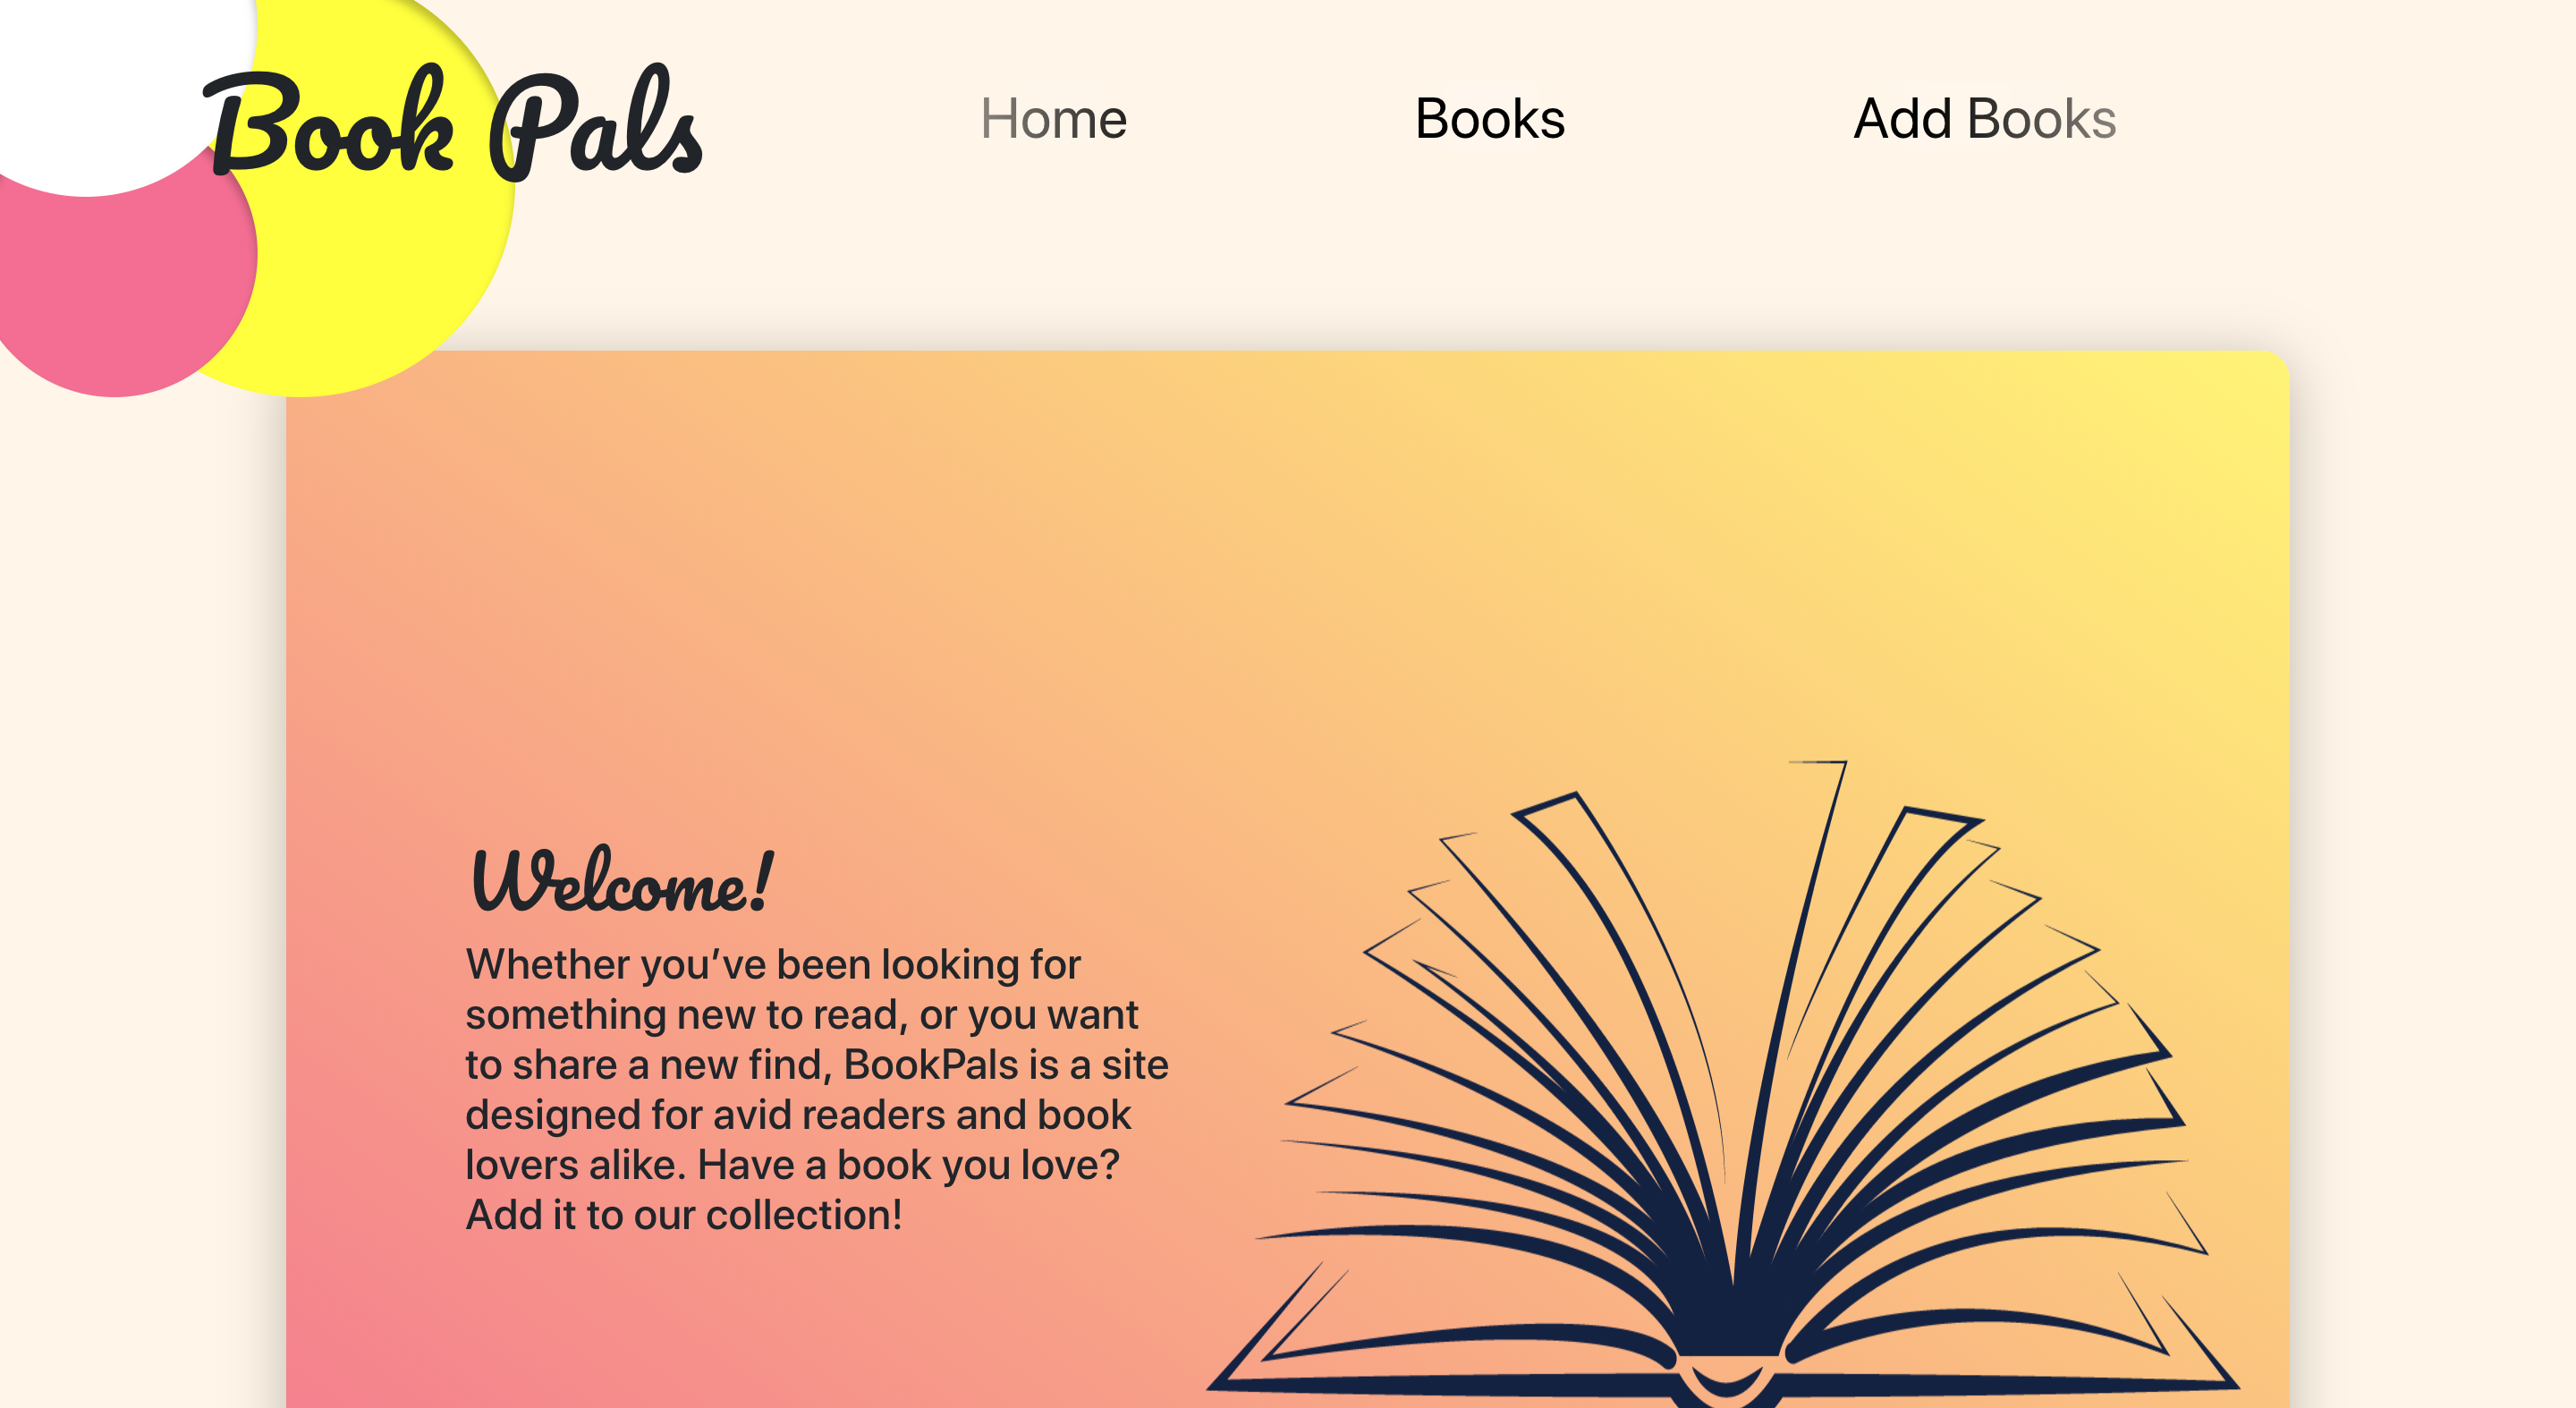 Book Pals
Home
Books
Add Books
Welcome!
Whether you’ve been looking for
something new to read, or you want
to share a new find, BookPals is a site
designed for avid readers and book
lovers alike. Have a book you love?
Add it to our collection!